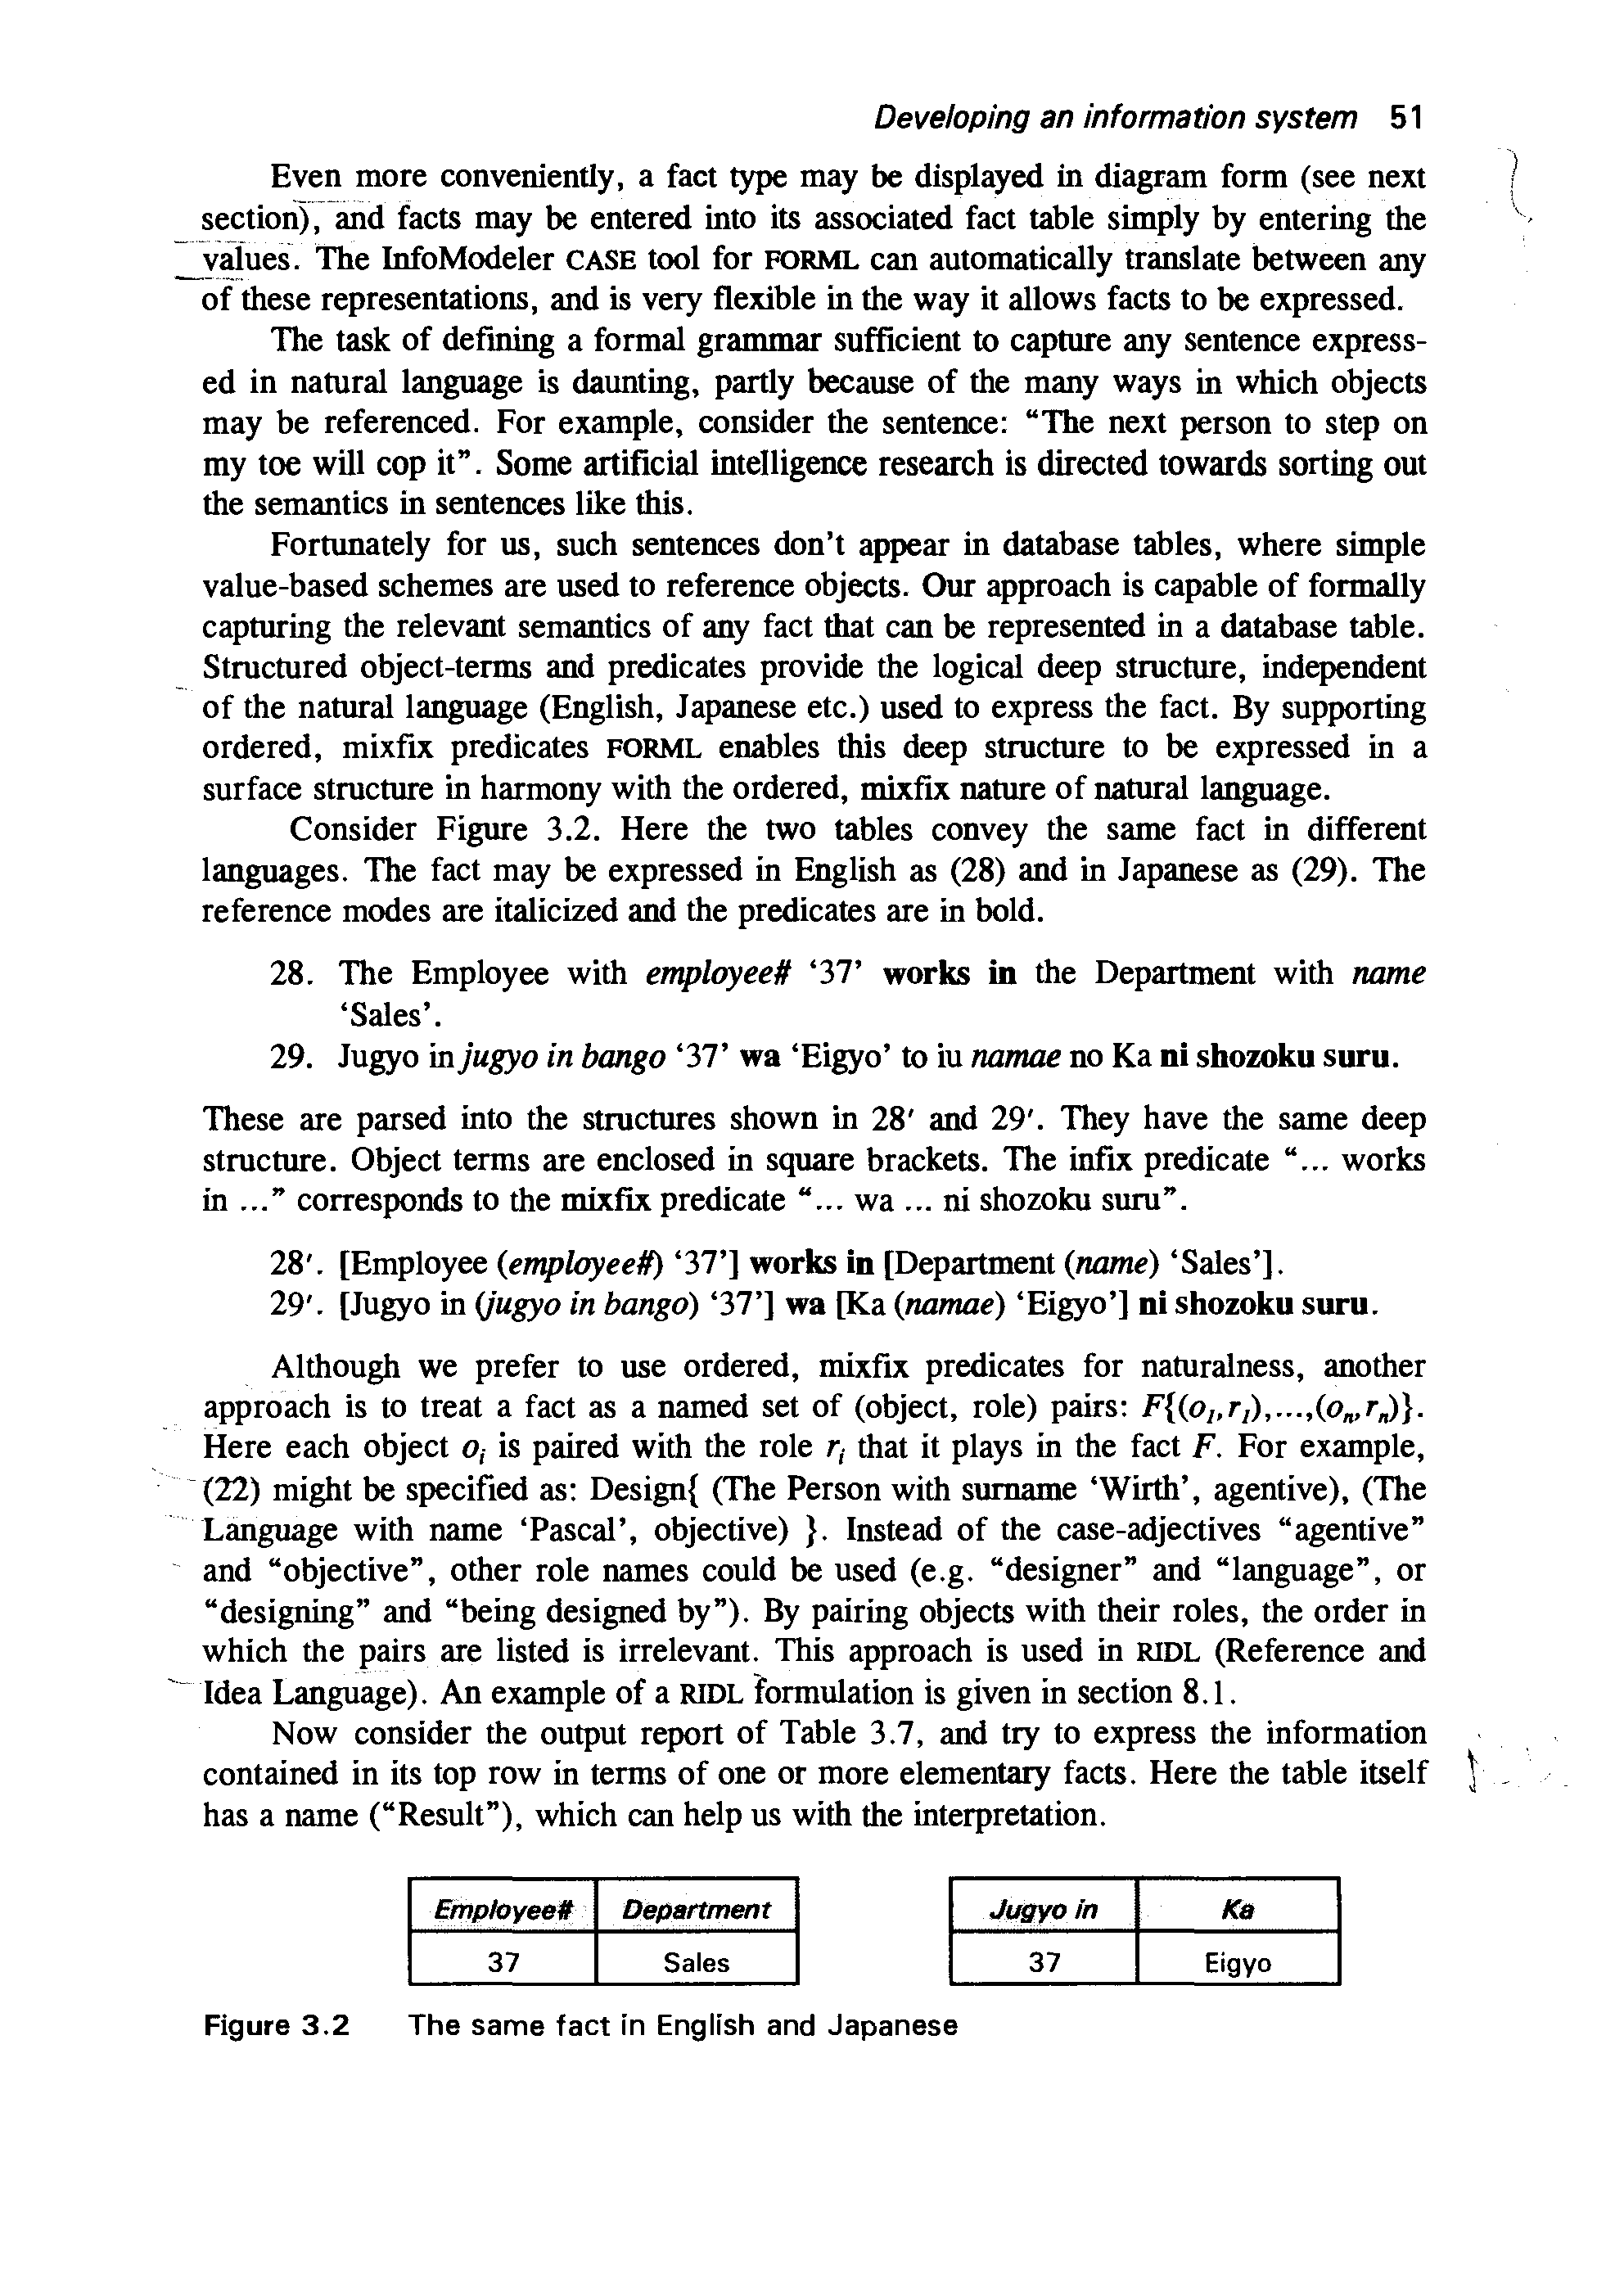 Developing an information system 51
Even more conveniently, a fact type may be displayed in diagram form (see next
section), and facts may be entered into its associated fact table simply by entering the
values. The InfoModeler CASE tool for FORML can automatically translate between any
of these representations, and is very flexible in the way it allows facts to be expressed.
The task of defining a formal grammar sufficient to capture any sentence express-
ed in natural language is daunting, partly because of the many ways in which objects
may be referenced. For example, consider the sentence: “The next person to step on
my toe will cop it”. Some artificial intelligence research is directed towards sorting out
the semantics in sentences like this.
Fortunately for us, such sentences don’t appear in database tables, where simple
value-based schemes are used to reference objects. Our approach is capable of formally
capturing the relevant semantics of any fact that can be represented in a database table.
Structured object-terms and predicates provide the logical deep structure, independent
of the natural language (English, Japanese etc.) used to express the fact. By supporting
ordered, mixfix predicates FORML enables this deep structure to be expressed in a
surface structure in harmony with the ordered, mixfix nature of natural language.
Consider Figure 3.2. Here the two tables convey the same fact in different
languages. The fact may be expressed in English as (28) and in Japanese as (29). The
reference modes are italicized and the predicates are in bold.
28. The Employee with employee# ‘37’ works in the Department with name
‘Sales’.
29. Jugyo in jugyo in bango ‘37’ wa ‘Eigyo’ to iu namae no Ka ni shozoku suru.
These are parsed into the structures shown in 28′ and 29′. They have the same deep
structure. Object terms are enclosed in square brackets. The infix predicate “... works
in ...” corresponds to the mixfix predicate “... wa ... ni shozoku suru”.
28′. [Employee (employee#) ‘37’] works in [Department (name) ‘Sales’].
29′. [Jugyo in (jugyo in bango) ‘37’] wa [Ka (namae) ‘Eigyo’] ni shozoku suru.
Although we prefer to use ordered, mixfix predicates for naturalness, another
approach is to treat a fact as a named set of (object, role) pairs: F{(o₁,r₁),...,(oₙ,rₙ)}.
Here each object oᵢ is paired with the role rᵢ that it plays in the fact F. For example,
(22) might be specified as: Design{ (The Person with surname ‘Wirth’, agentive), (The
Language with name ‘Pascal’, objective) }. Instead of the case-adjectives “agentive”
and “objective”, other role names could be used (e.g. “designer” and “language”, or
“designing” and “being designed by”). By pairing objects with their roles, the order in
which the pairs are listed is irrelevant. This approach is used in RIDL (Reference and
Idea Language). An example of a RIDL formulation is given in section 8.1.
Now consider the output report of Table 3.7, and try to express the information
contained in its top row in terms of one or more elementary facts. Here the table itself
has a name (“Result”), which can help us with the interpretation.
Employee# Department Jugyo in Ka
37 Sales 37 Eigyo
Figure 3.2 The same fact in English and Japanese